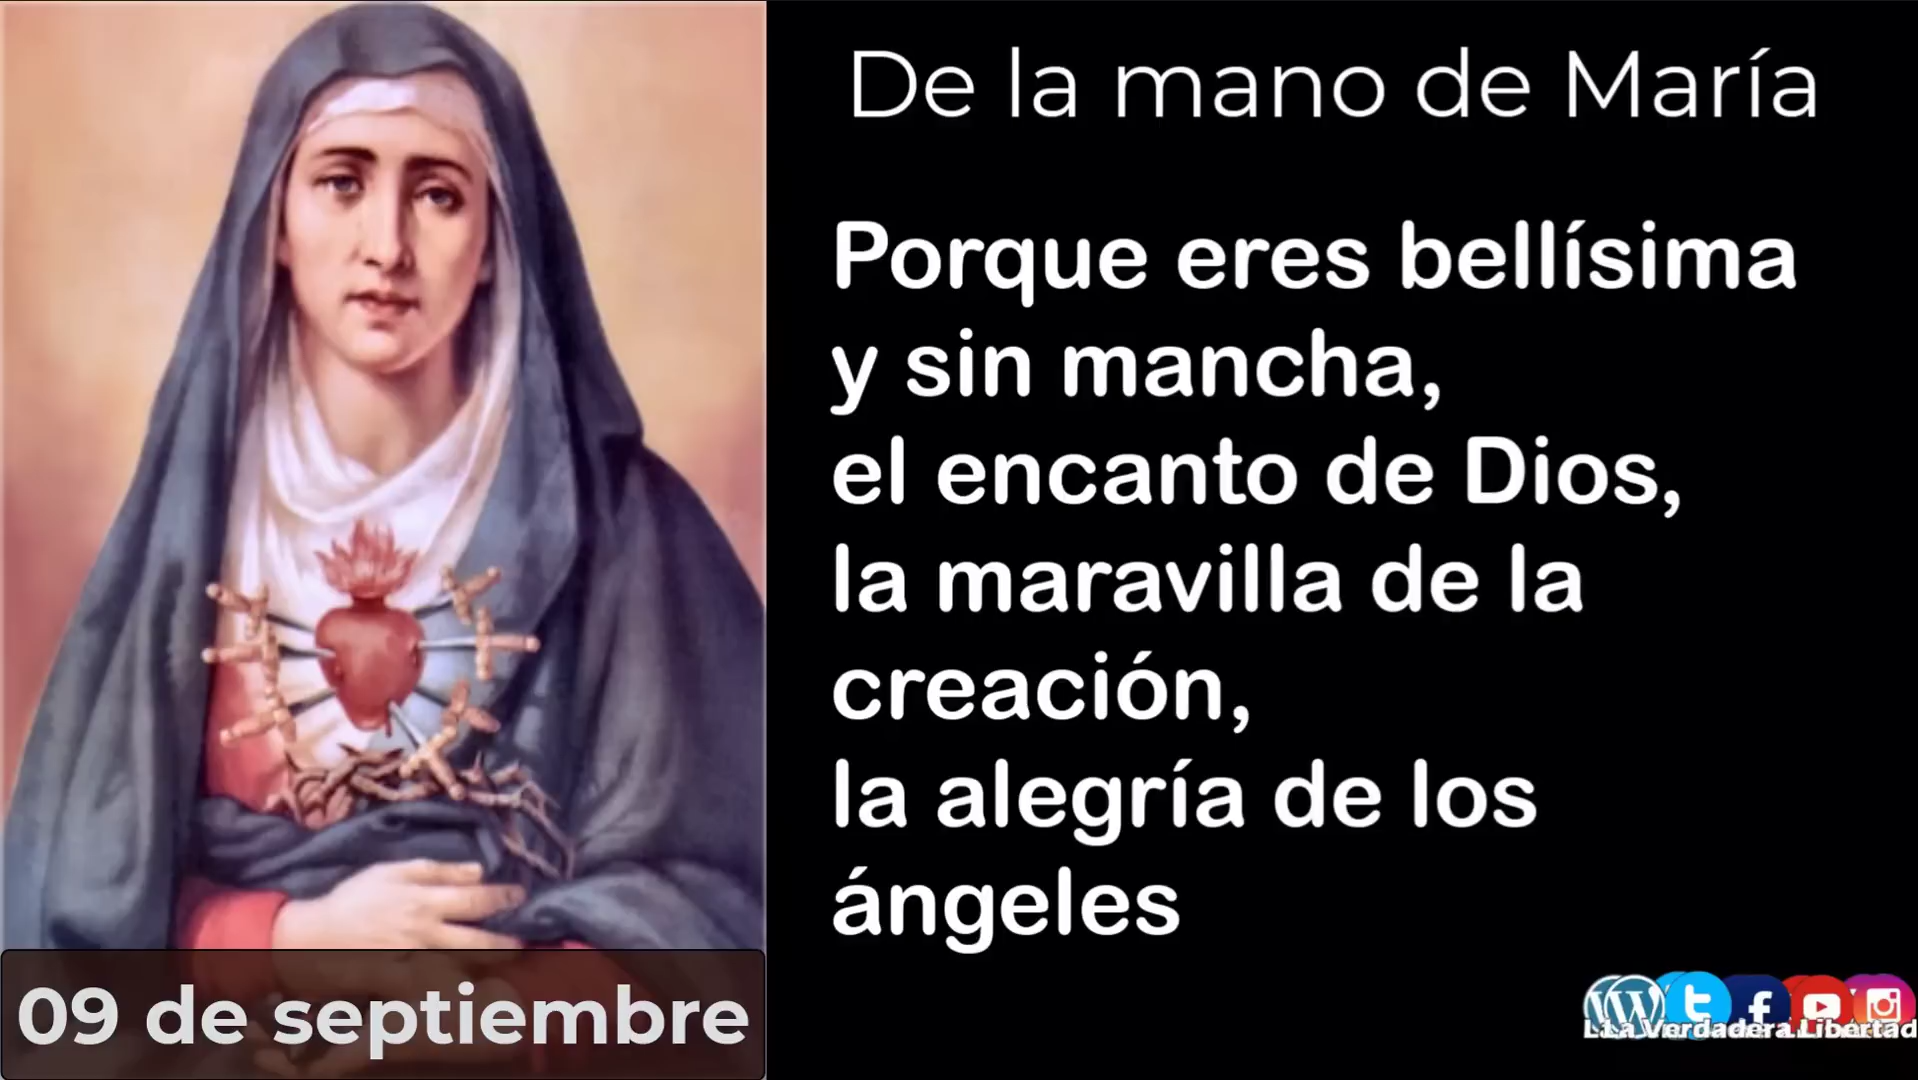 De la mano de María
Porque eres bellísima
y sin mancha,
el encanto de Dios,
la maravilla de la
creación,
la alegría de los
ángeles
09 de septiembre
La Verdadera Libertad